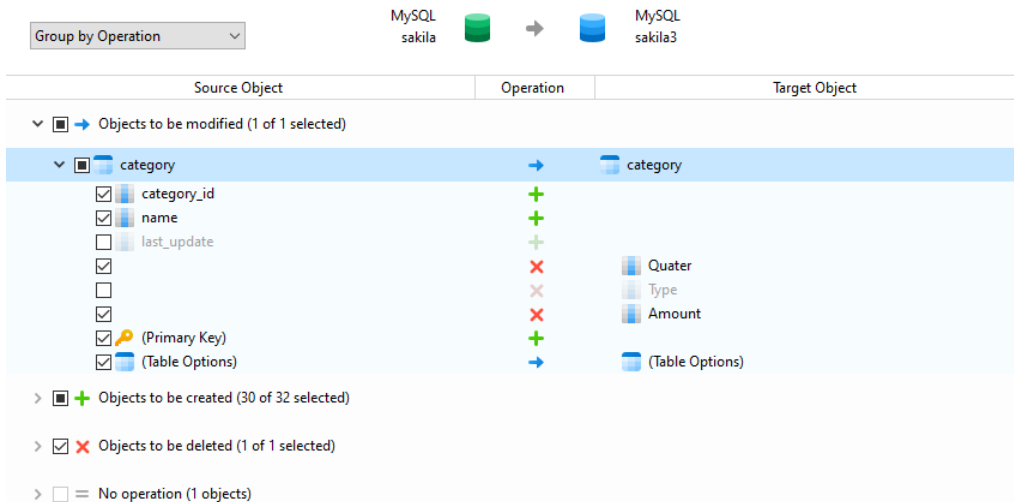 MySQL
sakila
MySQL
sakila3
Group by Operation
Source Object Operation Target Object
Objects to be modified (1 of 1 selected)
category category
category_id
name
last_update
Quater
Type
Amount
(Primary Key)
(Table Options) (Table Options)
Objects to be created (30 of 32 selected)
Objects to be deleted (1 of 1 selected)
No operation (1 objects)